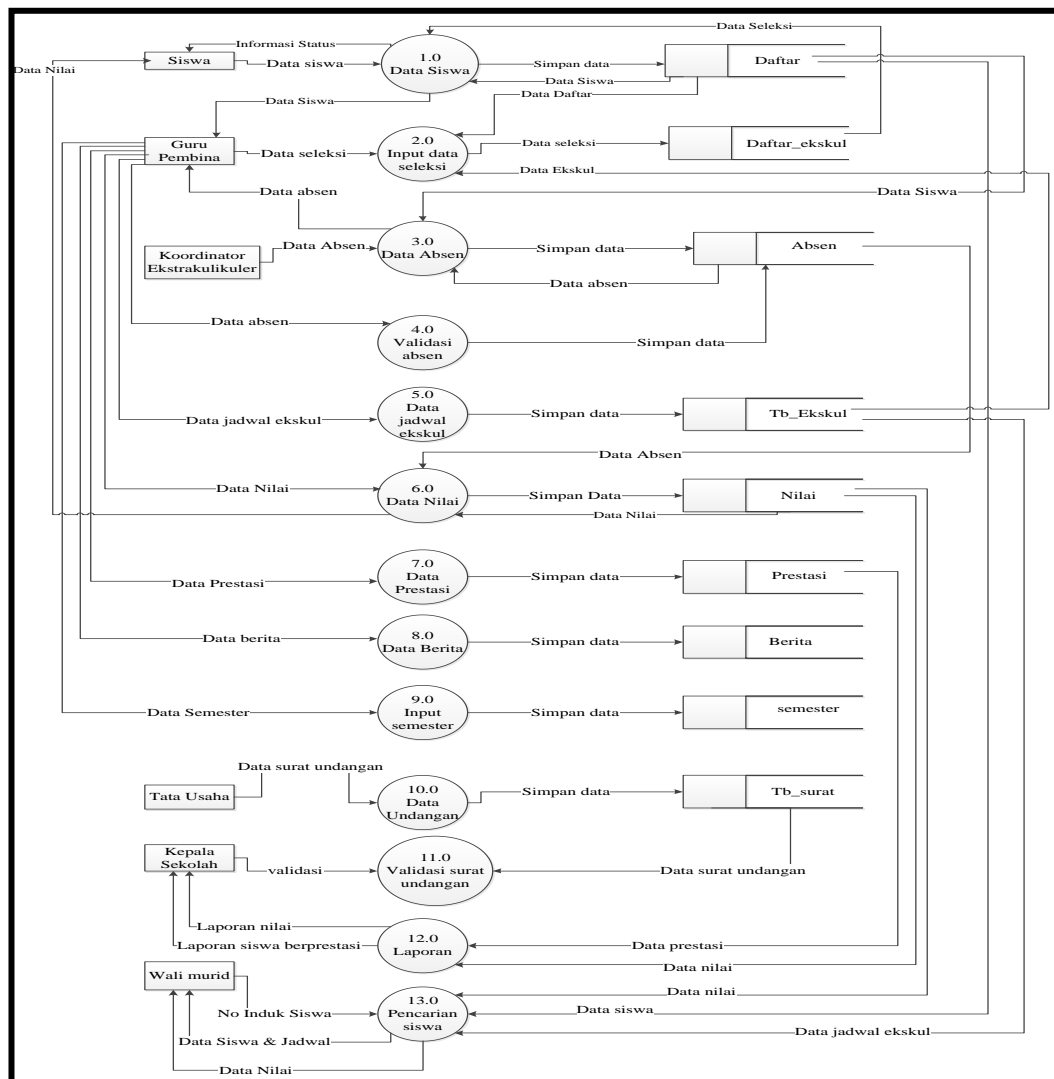 Data Seleksi
Informasi Status
1.0
Data Siswa
Siswa
Data siswa
Simpan data
Daftar
Data Nilai
Data Siswa
Data Daftar
Data Siswa
Guru
Pembina
Data seleksi
2.0
Input data
seleksi
Data seleksi
Daftar_ekskul
Data Ekskul
Data absen
Data Siswa
Koordinator
Ekstrakulikuler
Data Absen
3.0
Data Absen
Simpan data
Absen
Data absen
Data absen
4.0
Validasi
absen
Simpan data
Data jadwal ekskul
5.0
Data
jadwal
ekskul
Simpan data
Tb_Ekskul
Data Absen
Data Nilai
6.0
Data Nilai
Simpan Data
Nilai
Data Nilai
Data Prestasi
7.0
Data
Prestasi
Simpan data
Prestasi
Data berita
8.0
Data Berita
Simpan data
Berita
Data Semester
9.0
Input
semester
Simpan data
semester
Data surat undangan
Tata Usaha
10.0
Data
Undangan
Simpan data
Tb_surat
Kepala
Sekolah
validasi
11.0
Validasi surat
undangan
Data surat undangan
Laporan nilai
Laporan siswa berprestasi
12.0
Laporan
Data prestasi
Data nilai
Wali murid
Data nilai
No Induk Siswa
13.0
Pencarian
siswa
Data siswa
Data jadwal ekskul
Data Siswa & Jadwal
Data Nilai